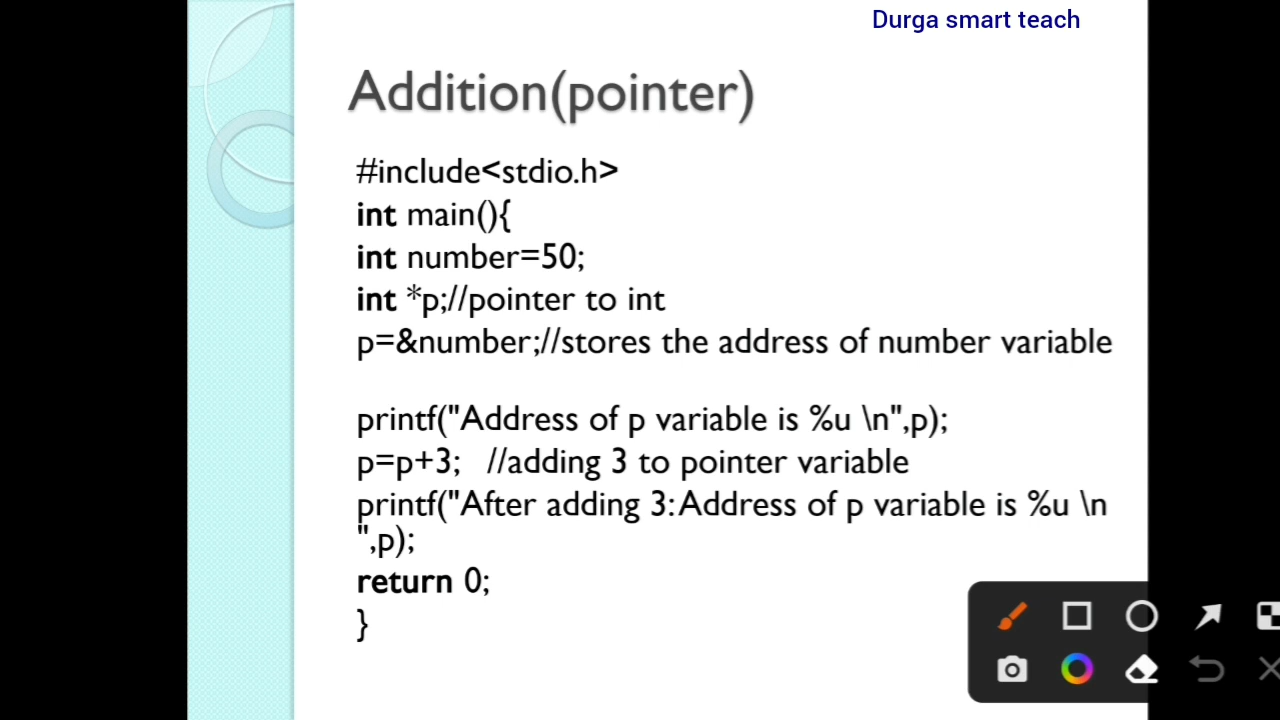 Durga smart teach
Addition(pointer)
#include<stdio.h>
int main(){
int number=50;
int *p;//pointer to int
p=&number;//stores the address of number variable
printf("Address of p variable is %u \n",p);
p=p+3; //adding 3 to pointer variable
printf("After adding 3: Address of p variable is %u \n
",p);
return 0;
}